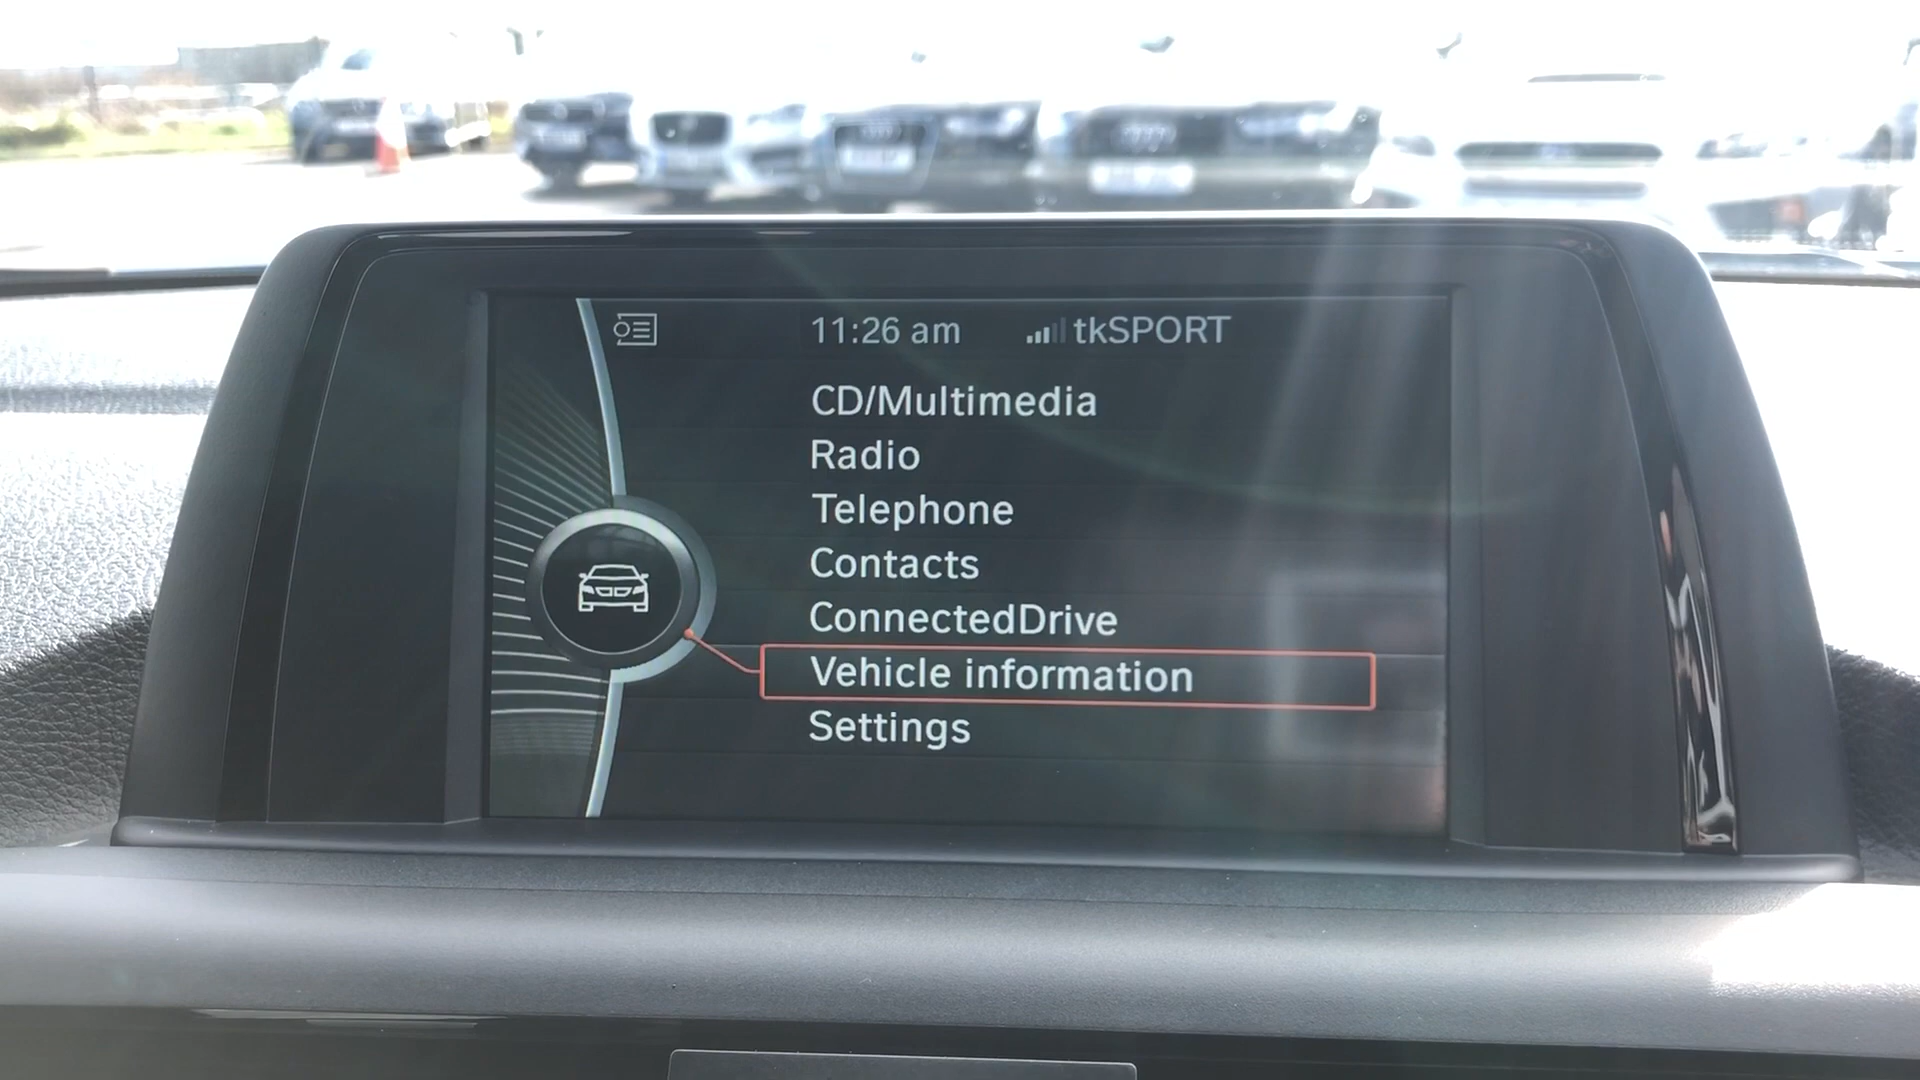 11:26 am tkSPORT
CD/Multimedia
Radio
Telephone
Contacts
ConnectedDrive
Vehicle information
Settings